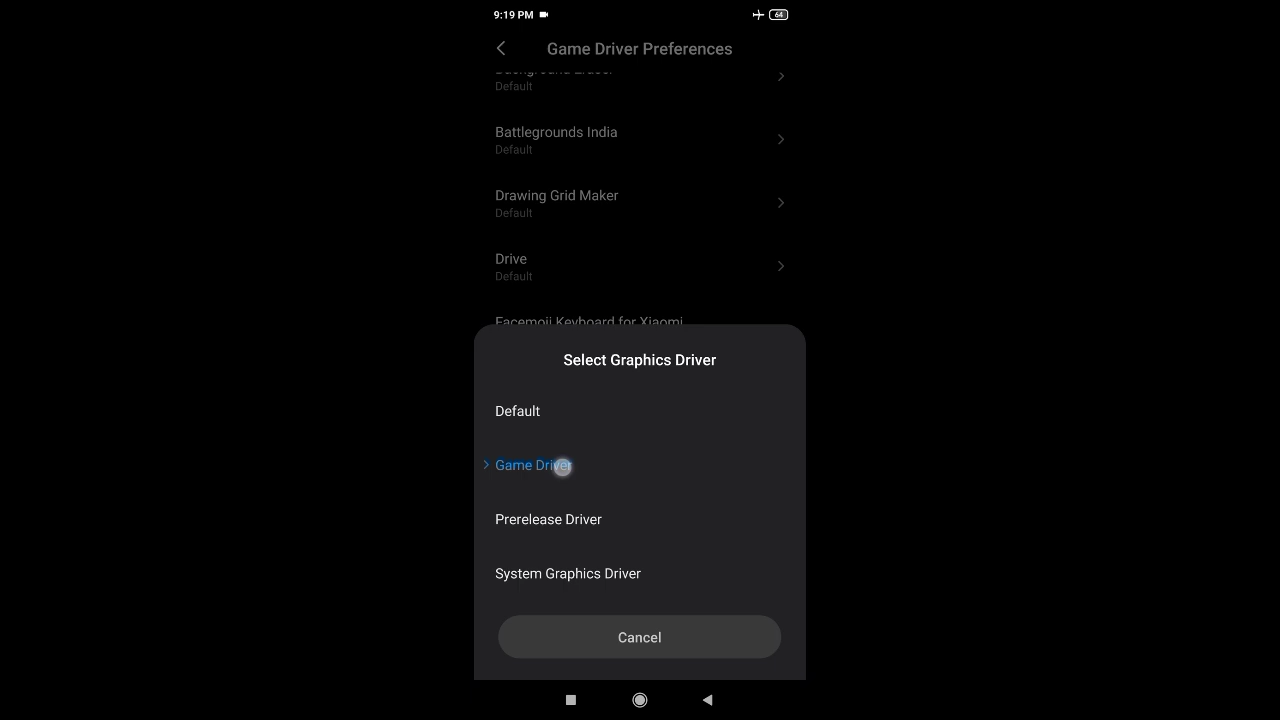 9:19 PM
64
Game Driver Preferences
Background Eraser
Default
Battlegrounds India
Default
Drawing Grid Maker
Default
Drive
Default
Facemoji Keyboard for Xiaomi
Select Graphics Driver
Default
Game Driver
Prerelease Driver
System Graphics Driver
Cancel